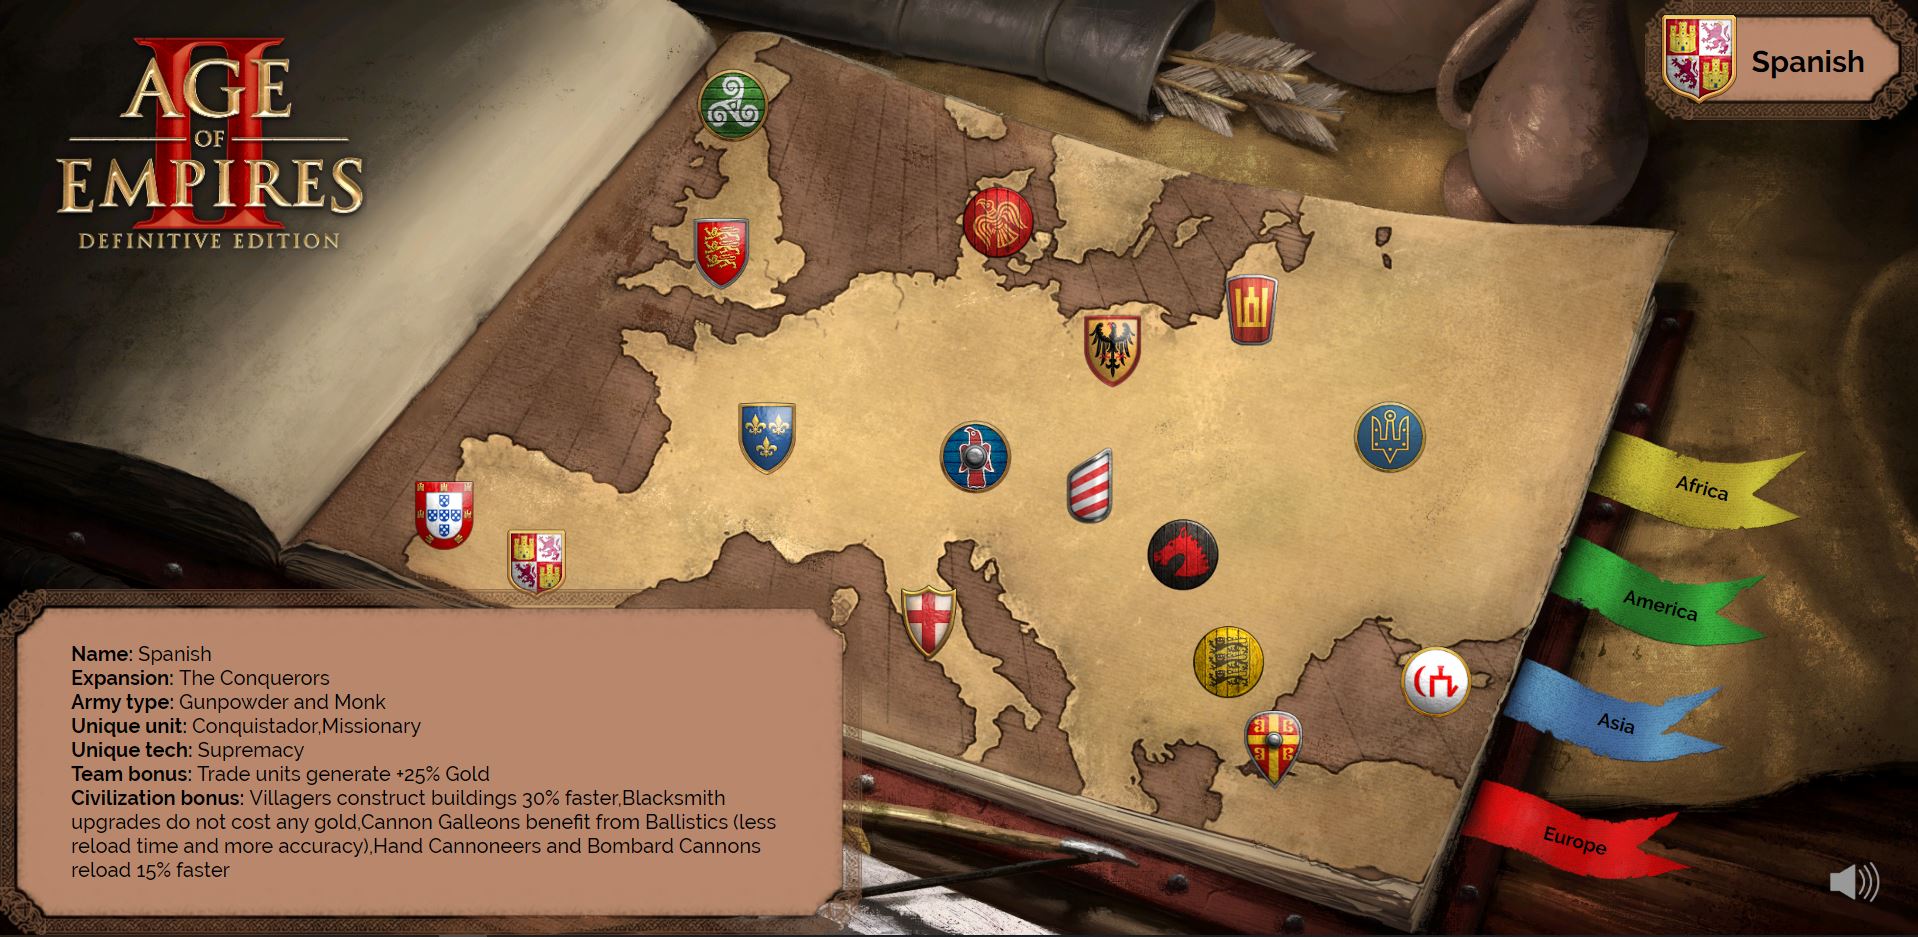 II
AGE
OF
EMPIRES
DEFINITIVE EDITION
Spanish
Africa
America
Asia
Europe
Name: Spanish
Expansion: The Conquerors
Army type: Gunpowder and Monk
Unique unit: Conquistador,Missionary
Unique tech: Supremacy
Team bonus: Trade units generate +25% Gold
Civilization bonus: Villagers construct buildings 30% faster,Blacksmith
upgrades do not cost any gold,Cannon Galleons benefit from Ballistics (less
reload time and more accuracy),Hand Cannoneers and Bombard Cannons
reload 15% faster